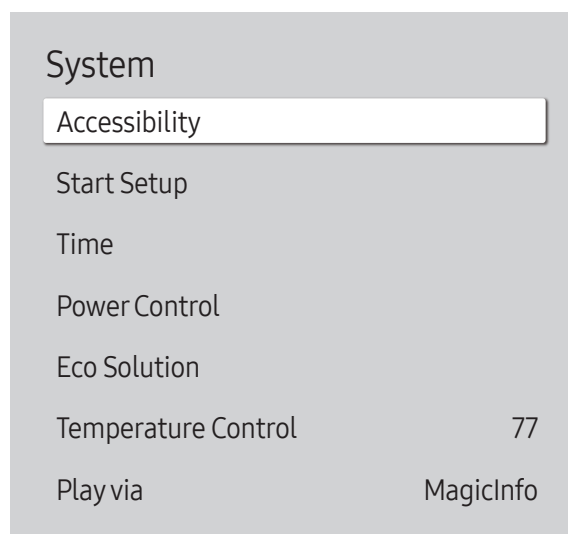 System
Accessibility
Start Setup
Time
Power Control
Eco Solution
Temperature Control 77
Play via MagicInfo